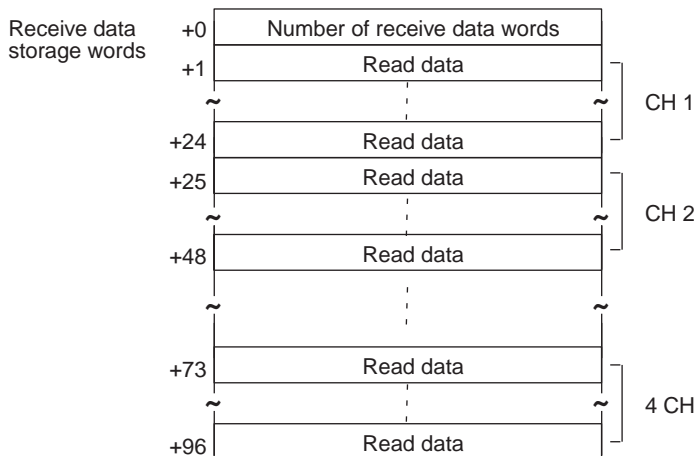 Receive data
storage words
+0 Number of receive data words
+1 Read data
CH 1
+24 Read data
+25 Read data
CH 2
+48 Read data
+73 Read data
4 CH
+96 Read data